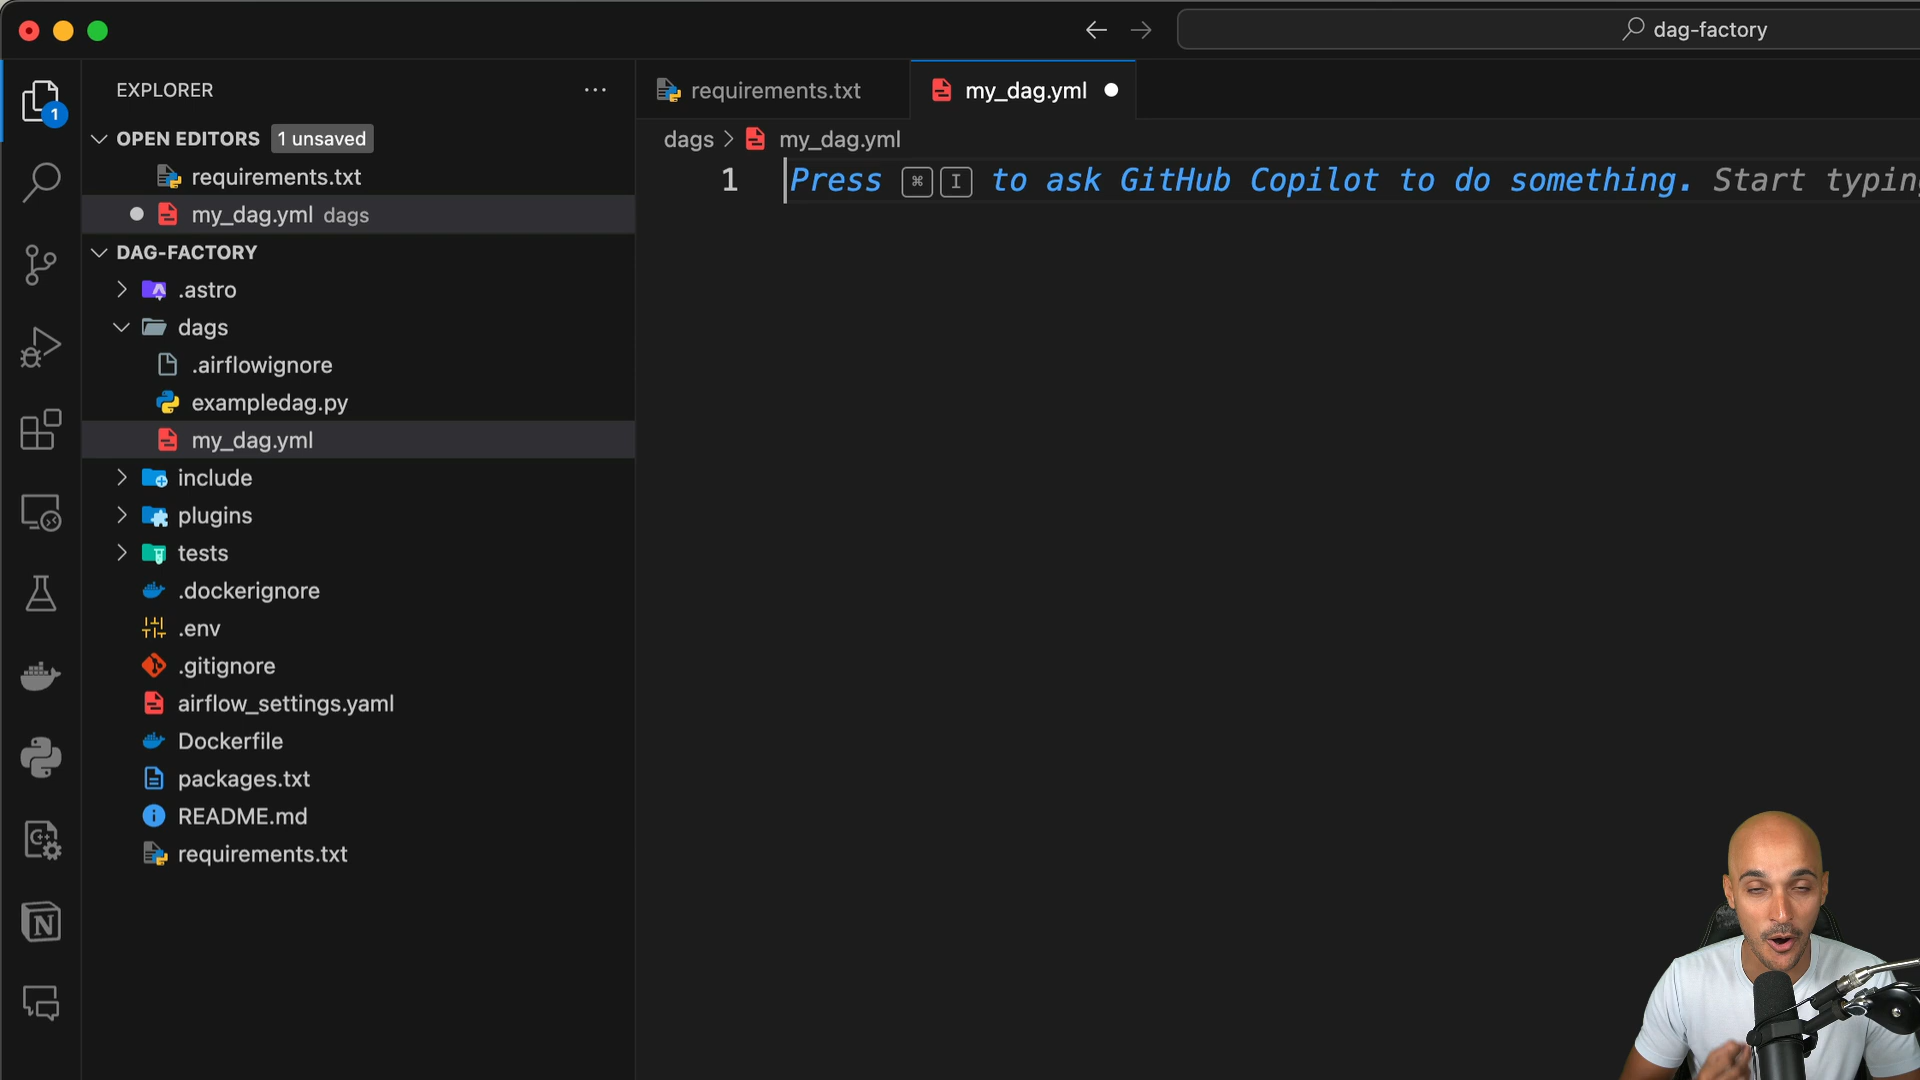 dag-factory
EXPLORER
requirements.txt
my_dag.yml
1
OPEN EDITORS 1 unsaved
dags > my_dag.yml
requirements.txt
1 Press ⌘ I to ask GitHub Copilot to do something. Start typing
my_dag.yml dags
DAG-FACTORY
.astro
dags
.airflowignore
exampledag.py
my_dag.yml
include
plugins
tests
.dockerignore
.env
.gitignore
airflow_settings.yaml
Dockerfile
packages.txt
README.md
requirements.txt